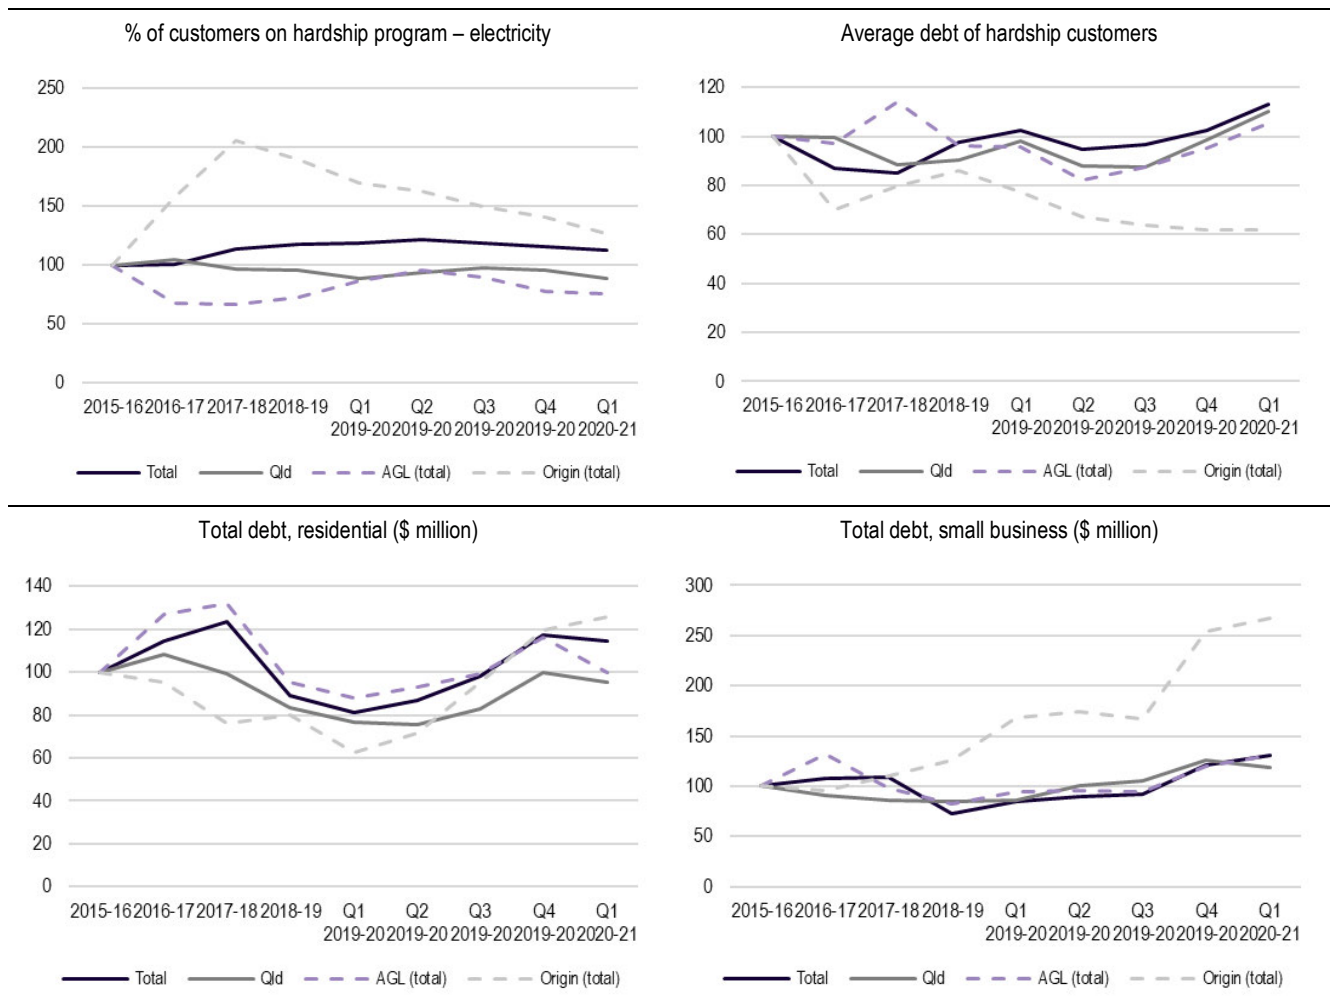 % of customers on hardship program – electricity
250
200
150
100
50
0
2015-16 2016-17 2017-18 2018-19 Q1 Q2 Q3 Q4 Q1
2019-20 2019-20 2019-20 2019-20 2020-21
Total Qld AGL (total) Origin (total)
Average debt of hardship customers
120
100
80
60
40
20
0
2015-16 2016-17 2017-18 2018-19 Q1 Q2 Q3 Q4 Q1
2019-20 2019-20 2019-20 2019-20 2020-21
Total Qld AGL (total) Origin (total)
Total debt, residential ($ million)
140
120
100
80
60
40
20
0
2015-16 2016-17 2017-18 2018-19 Q1 Q2 Q3 Q4 Q1
2019-20 2019-20 2019-20 2019-20 2020-21
Total Qld AGL (total) Origin (total)
Total debt, small business ($ million)
300
250
200
150
100
50
0
2015-16 2016-17 2017-18 2018-19 Q1 Q2 Q3 Q4 Q1
2019-20 2019-20 2019-20 2019-20 2020-21
Total Qld AGL (total) Origin (total)